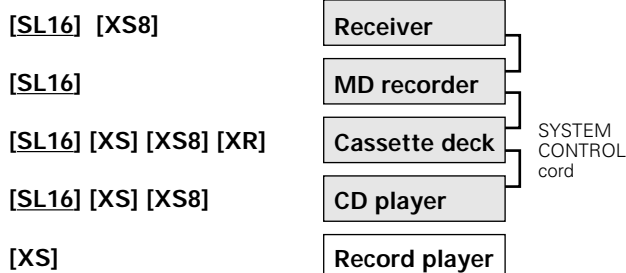 [SL16] [XS8] Receiver
[SL16] MD recorder
[SL16] [XS] [XS8] [XR] Cassette deck
SYSTEM
CONTROL
cord
[SL16] [XS] [XS8] CD player
[XS] Record player